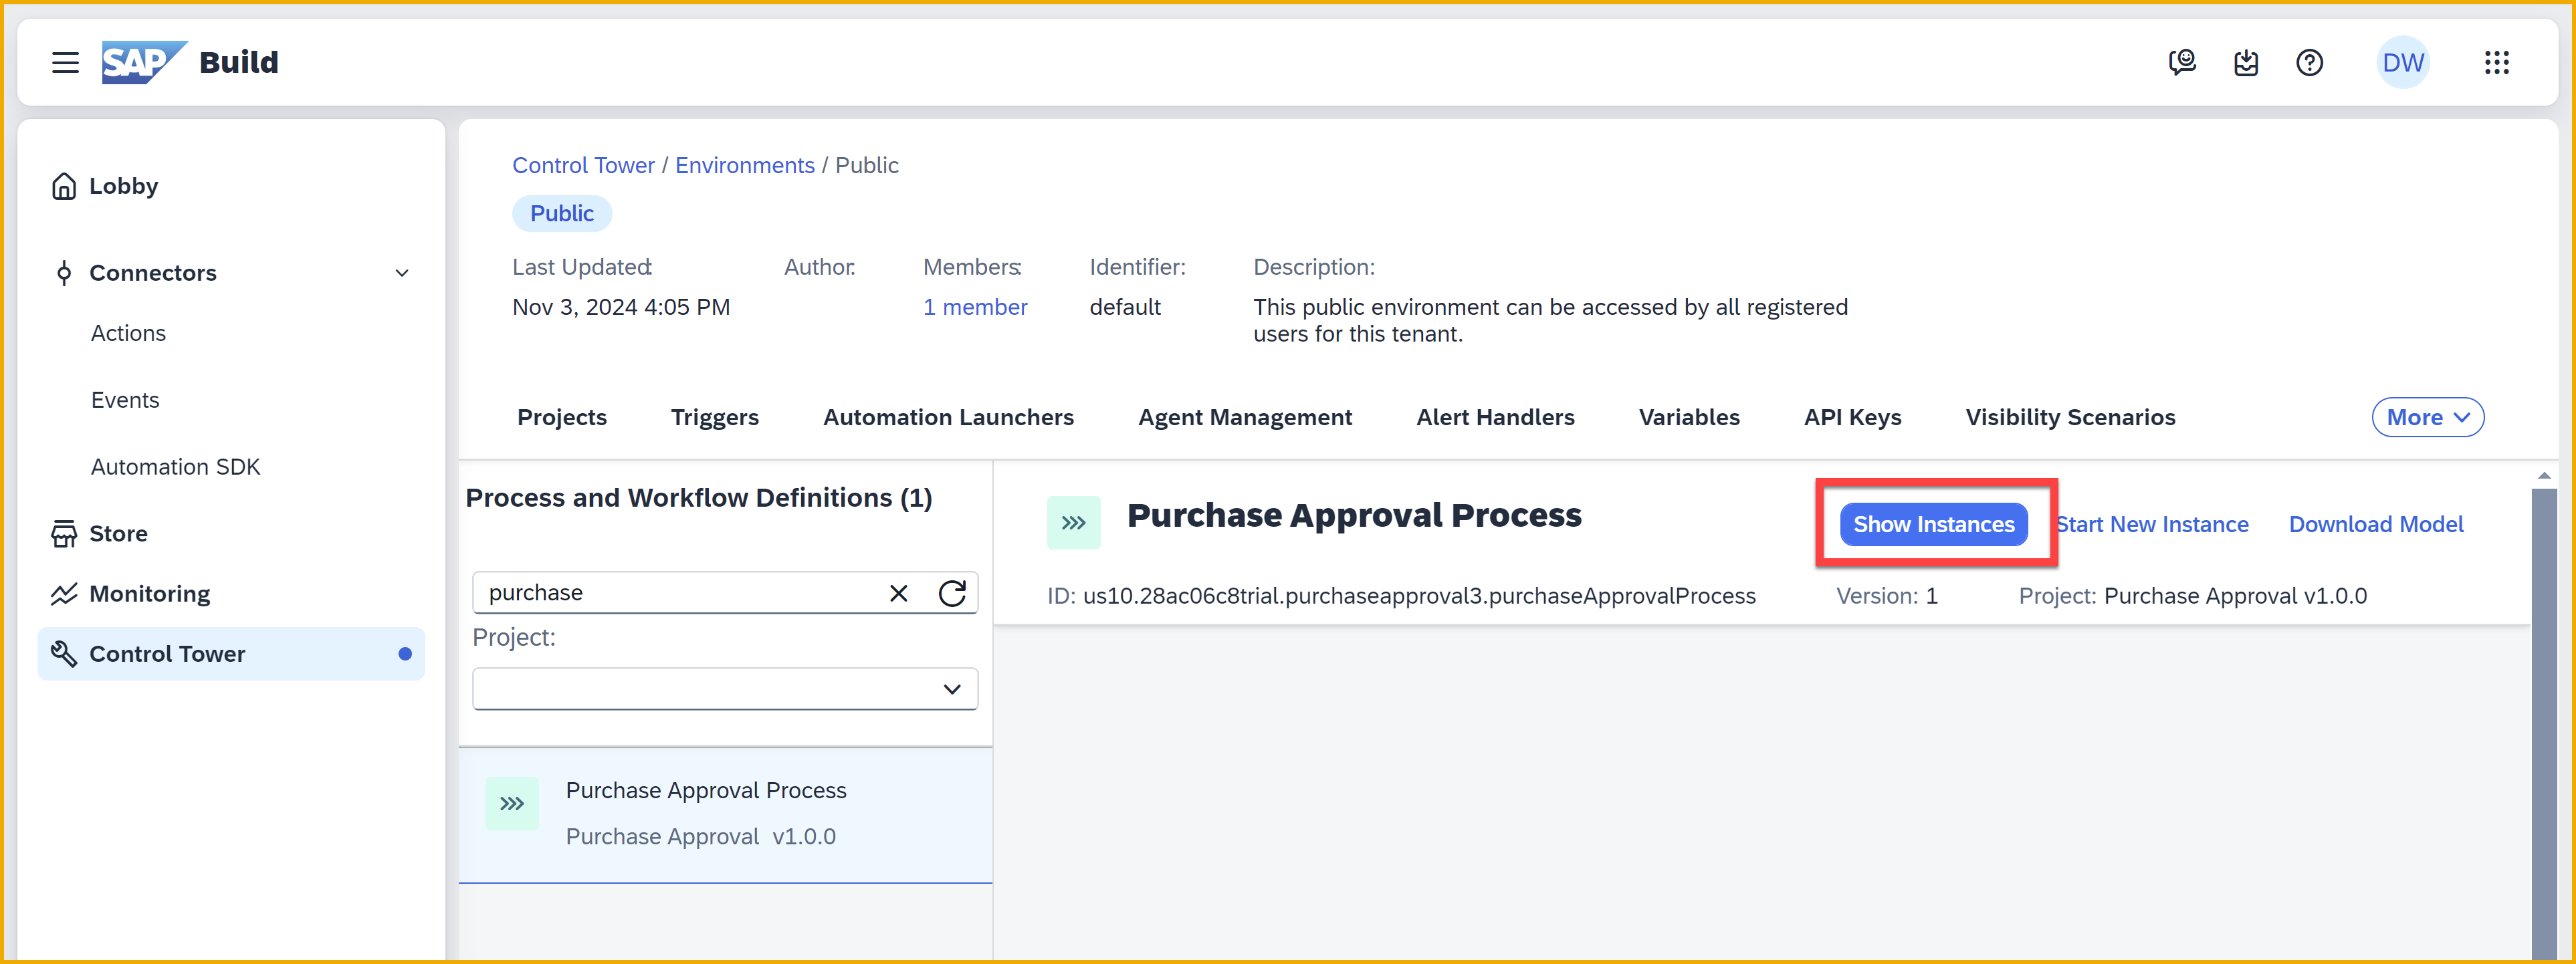 SAP Build
DW
Lobby
Connectors
Actions
Events
Automation SDK
Store
Monitoring
Control Tower
Control Tower / Environments / Public
Public
Last Updated: Author: Members: Identifier: Description:
Nov 3, 2024 4:05 PM 1 member default This public environment can be accessed by all registered
users for this tenant.
Projects Triggers Automation Launchers Agent Management Alert Handlers Variables API Keys Visibility Scenarios More
Process and Workflow Definitions (1)
purchase
Project:
Purchase Approval Process
Purchase Approval v1.0.0
Purchase Approval Process
Show Instances Start New Instance Download Model
ID: us10.28ac06c8trial.purchaseapproval3.purchaseApprovalProcess Version: 1 Project: Purchase Approval v1.0.0